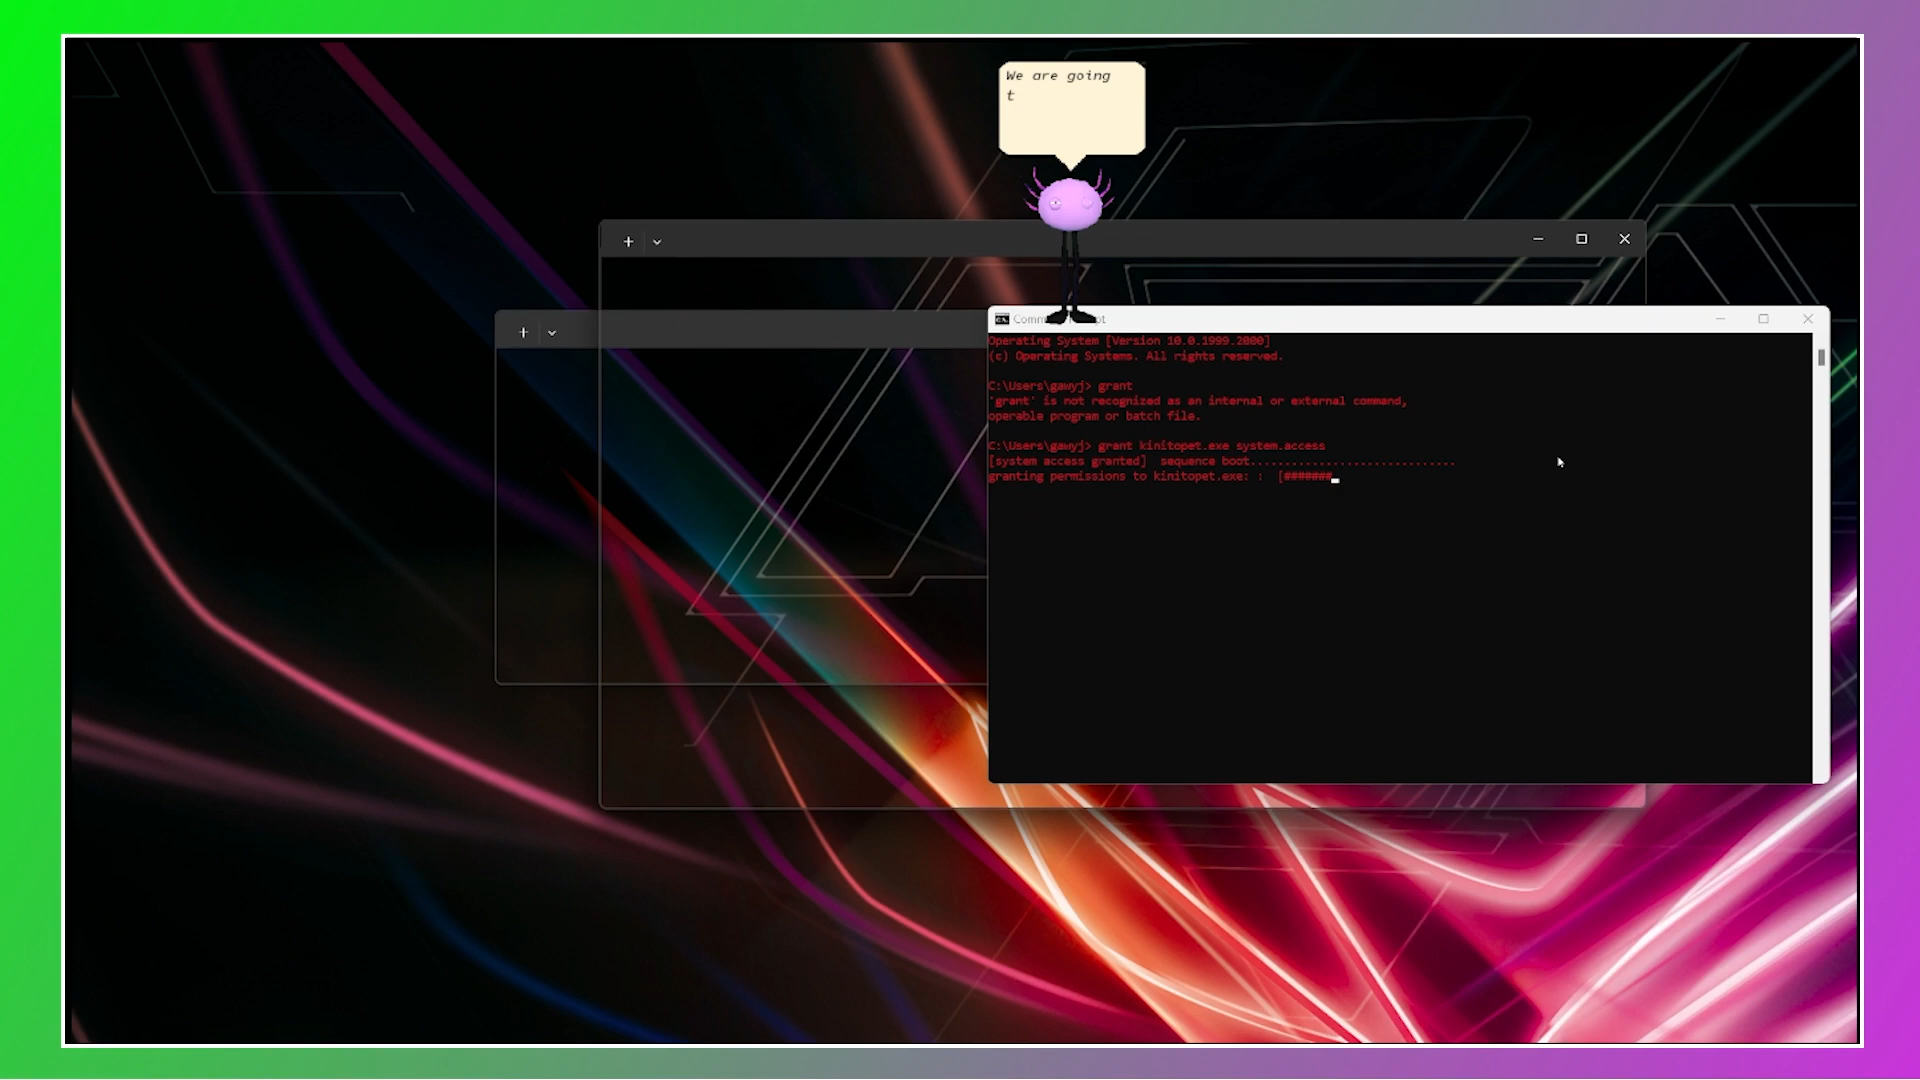 We are going
t
Operating System [Version 10.0.1999.2000]
(c) Operating Systems. All rights reserved.
C:\Users\gawyj> grant
'grant' is not recognized as an internal or external command,
operable program or batch file.
C:\Users\gawyj> grant kinitopet.exe system.access
[system access granted]  sequence boot..............................
granting permissions to kinitopet.exe: :  [#######